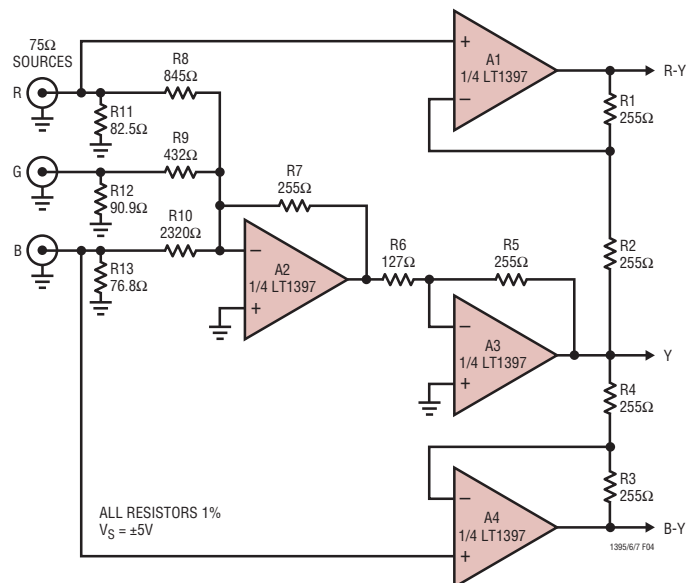 75Ω
SOURCES
R
R8
845Ω
+
−
A1
1/4 LT1397
R-Y
R1
255Ω
R11
82.5Ω
G
R9
432Ω
R12
90.9Ω
R7
255Ω
B
R10
2320Ω
R13
76.8Ω
−
+
A2
1/4 LT1397
R6
127Ω
R5
255Ω
R2
255Ω
−
+
A3
1/4 LT1397
Y
R4
255Ω
R3
255Ω
−
+
A4
1/4 LT1397
B-Y
ALL RESISTORS 1%
VS = ±5V
1395/6/7 F04